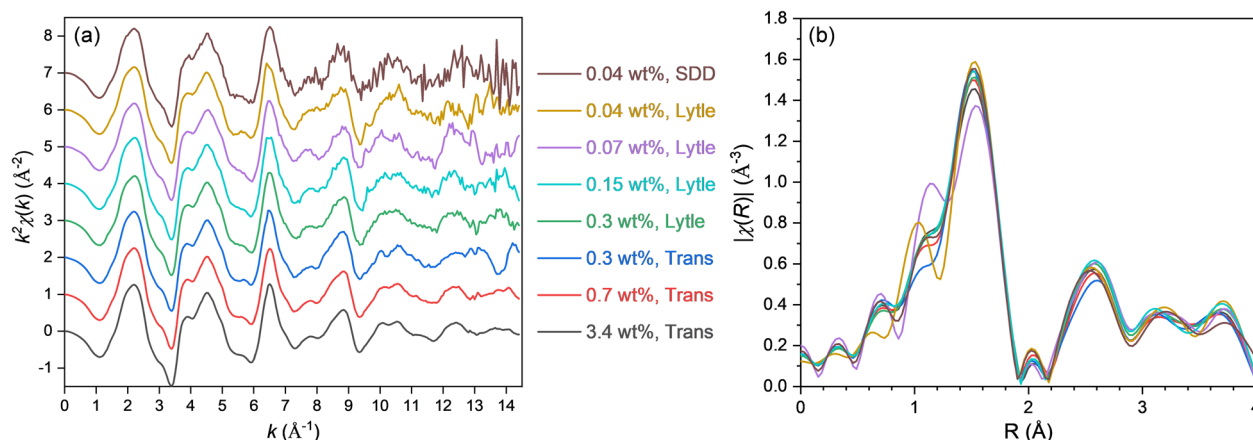 (a)
k²χ(k) (Å⁻²)
8
7
6
5
4
3
2
1
0
-1
0 1 2 3 4 5 6 7 8 9 10 11 12 13 14
k (Å⁻¹)
0.04 wt%, SDD
0.04 wt%, Lytle
0.07 wt%, Lytle
0.15 wt%, Lytle
0.3 wt%, Lytle
0.3 wt%, Trans
0.7 wt%, Trans
3.4 wt%, Trans
(b)
|χ(R)| (Å⁻³)
1.8
1.6
1.4
1.2
1.0
0.8
0.6
0.4
0.2
0.0
0 1 2 3 4
R (Å)